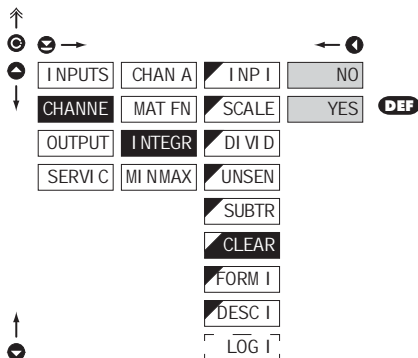 INPUTS CHAN A INP I NO
CHANNE MAT FN SCALE YES DEF
OUTPUT INTEGR DIVID
SERVIC MINMAX UNSEN
SUBTR
CLEAR
FORM I
DESC I
LOG I